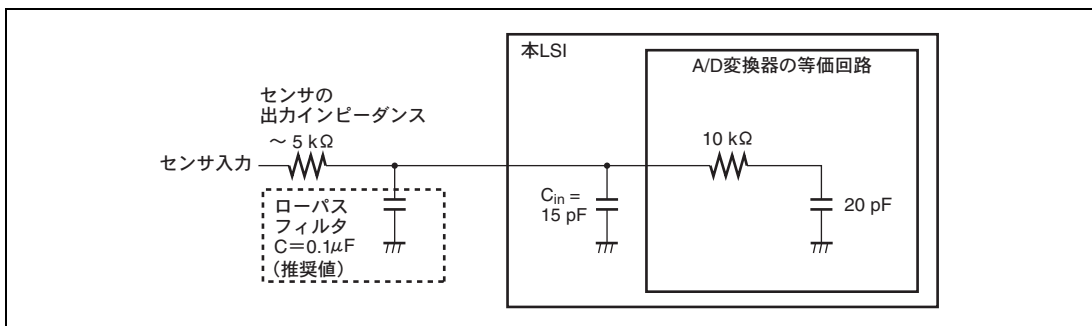 本LSI
A/D変換器の等価回路
センサの
出力インピーダンス
～ 5 kΩ
10 kΩ
センサ入力
Cin =
15 pF
20 pF
ローパス
フィルタ
C＝0.1μF
（推奨値）